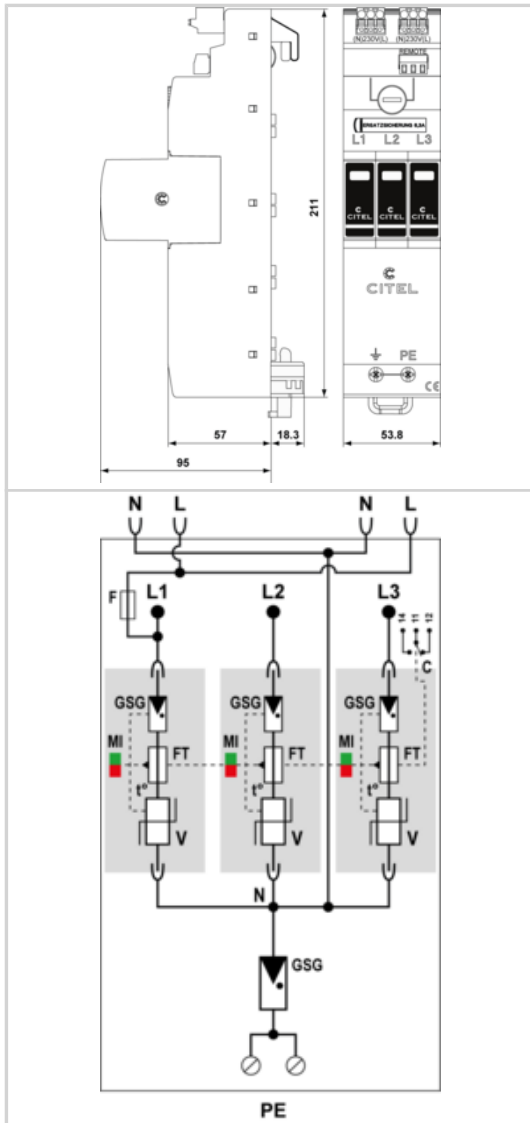 (N)230V(L) (N)230V(L)
REMOTE
ERSATZSICHERUNG 6,3A
L1 L2 L3
C C C
CITEL CITEL CITEL
C
C
CITEL
⏚ PE
CE
211
57 18.3 53.8
95
N L N L
F L1 L2 L3
14 11 12
C
GSG GSG GSG
MI FT MI FT MI FT
t° t° t°
V V V
N
GSG
PE